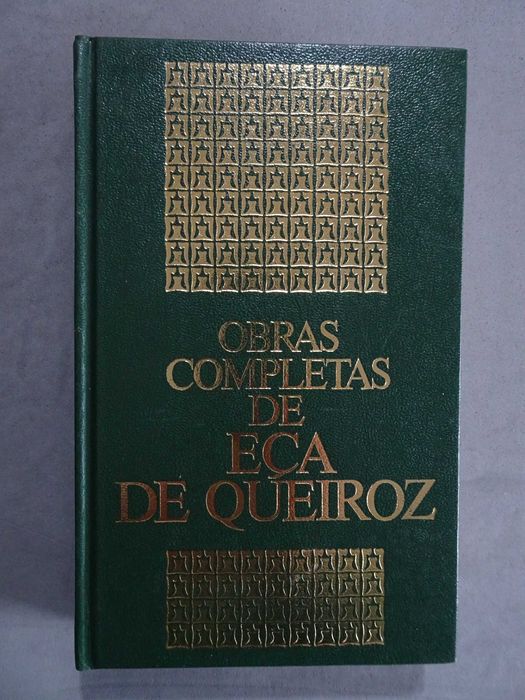 OBRAS
COMPLETAS
DE
EÇA
DE QUEIROZ